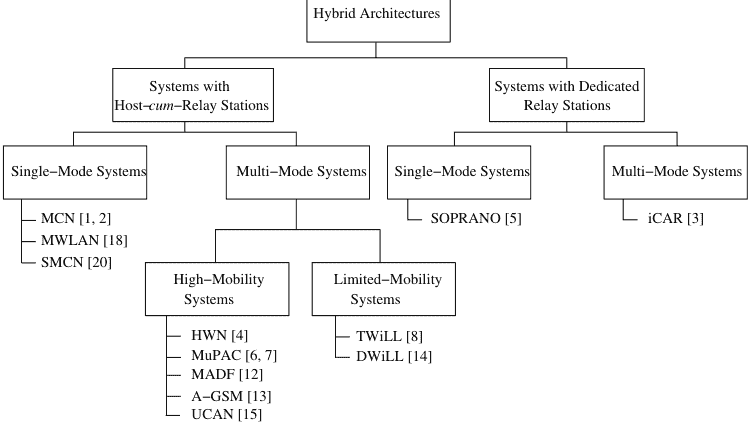 Hybrid Architectures
Systems with
Host−cum−Relay Stations
Systems with Dedicated
Relay Stations
Single−Mode Systems
Multi−Mode Systems
Single−Mode Systems
Multi−Mode Systems
MCN [1, 2]
MWLAN [18]
SMCN [20]
SOPRANO [5]
iCAR [3]
High−Mobility
Systems
Limited−Mobility
Systems
HWN [4]
MuPAC [6, 7]
MADF [12]
A−GSM [13]
UCAN [15]
TWiLL [8]
DWiLL [14]